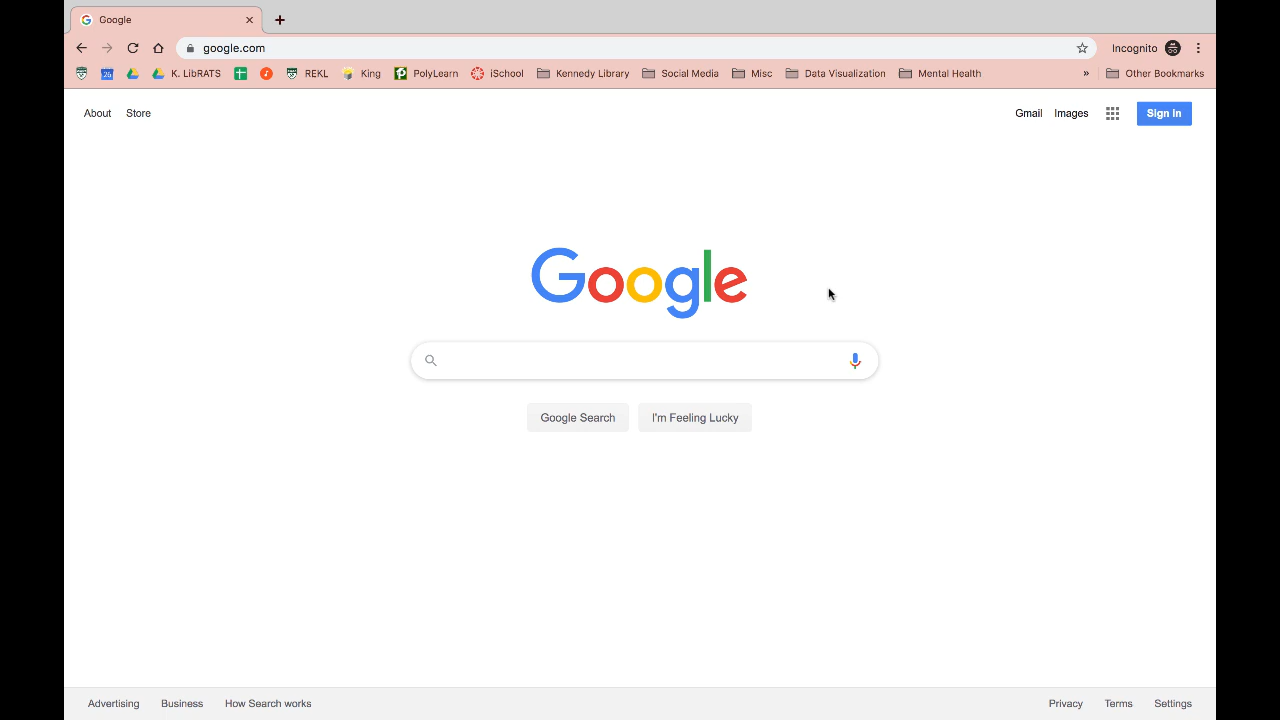 Google
google.com
Incognito
26 K. LibRATS REKL King PolyLearn iSchool Kennedy Library Social Media Misc Data Visualization Mental Health » Other Bookmarks
About Store Gmail Images Sign in
Google
Google Search I'm Feeling Lucky
Advertising Business How Search works Privacy Terms Settings